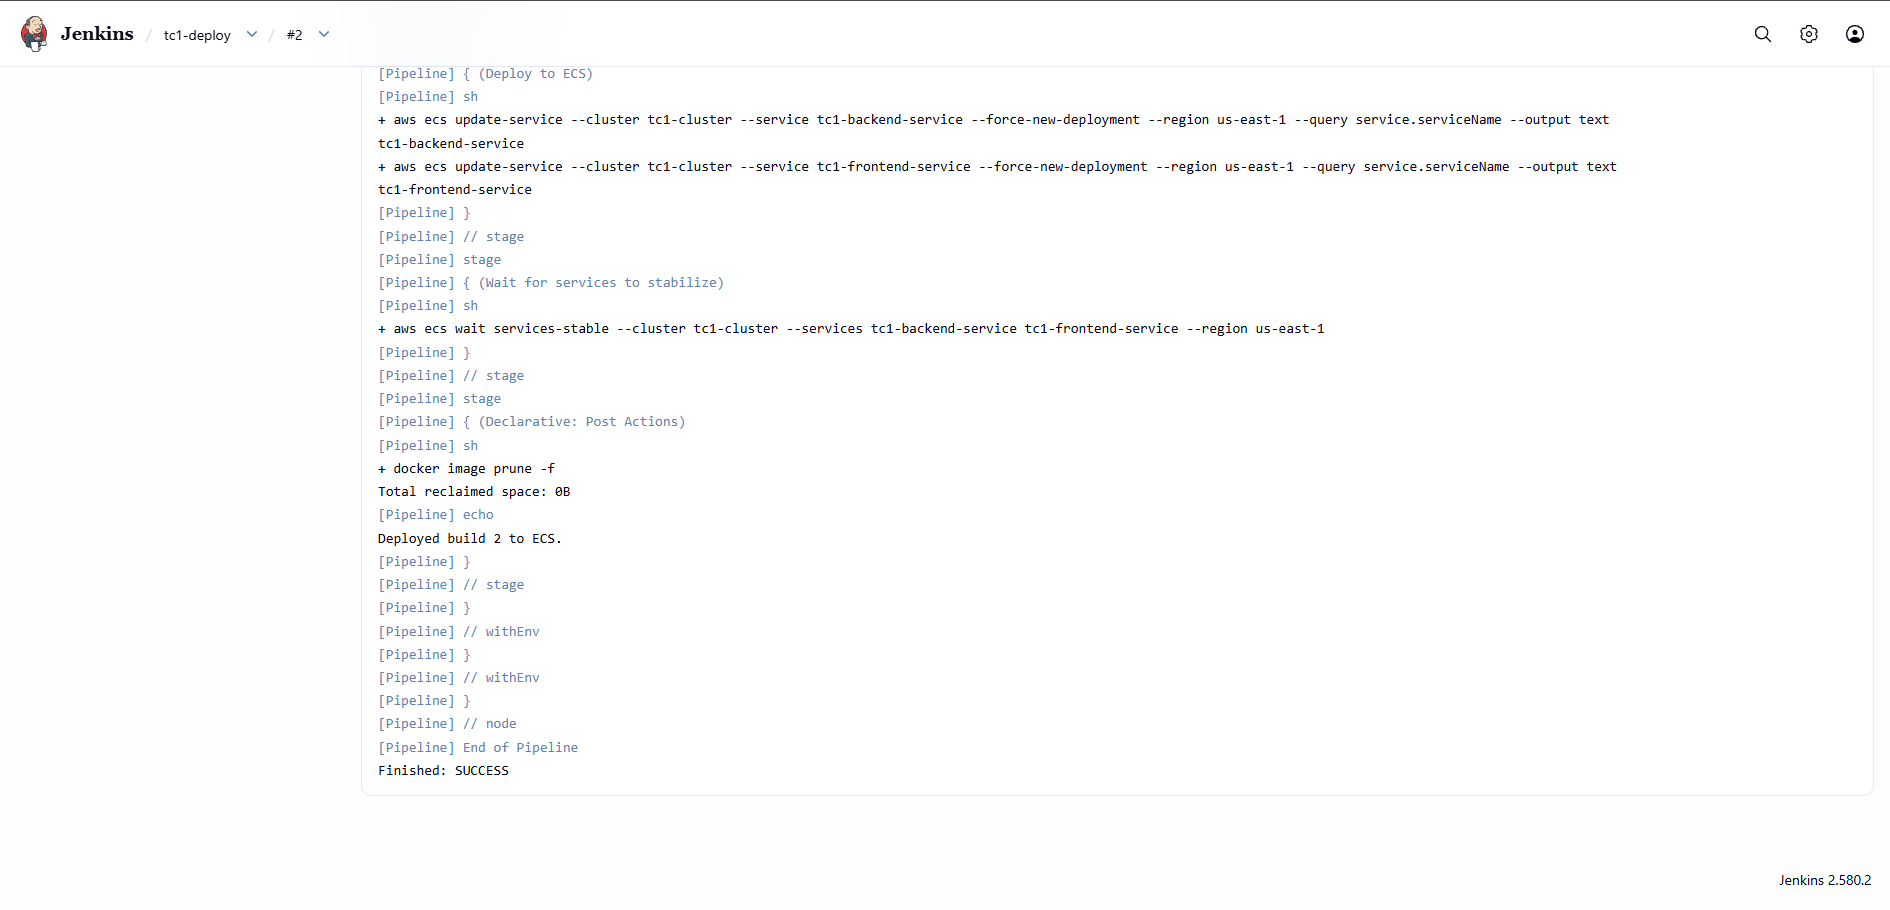 Jenkins / tc1-deploy / #2
[Pipeline] { (Deploy to ECS)
[Pipeline] sh
+ aws ecs update-service --cluster tc1-cluster --service tc1-backend-service --force-new-deployment --region us-east-1 --query service.serviceName --output text
tc1-backend-service
+ aws ecs update-service --cluster tc1-cluster --service tc1-frontend-service --force-new-deployment --region us-east-1 --query service.serviceName --output text
tc1-frontend-service
[Pipeline] }
[Pipeline] // stage
[Pipeline] stage
[Pipeline] { (Wait for services to stabilize)
[Pipeline] sh
+ aws ecs wait services-stable --cluster tc1-cluster --services tc1-backend-service tc1-frontend-service --region us-east-1
[Pipeline] }
[Pipeline] // stage
[Pipeline] stage
[Pipeline] { (Declarative: Post Actions)
[Pipeline] sh
+ docker image prune -f
Total reclaimed space: 0B
[Pipeline] echo
Deployed build 2 to ECS.
[Pipeline] }
[Pipeline] // stage
[Pipeline] }
[Pipeline] // withEnv
[Pipeline] }
[Pipeline] // withEnv
[Pipeline] }
[Pipeline] // node
[Pipeline] End of Pipeline
Finished: SUCCESS
Jenkins 2.580.2